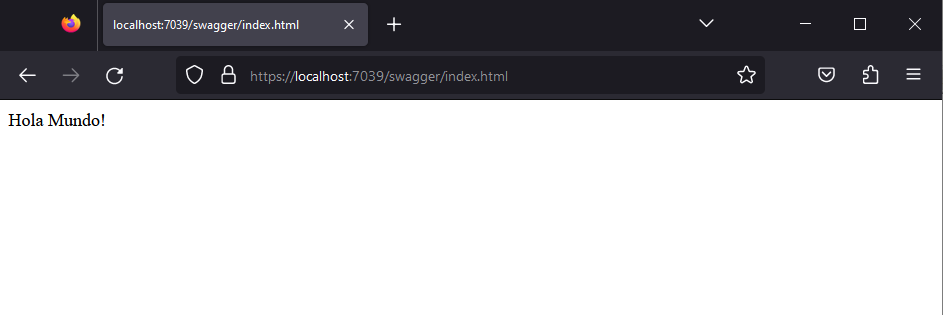 localhost:7039/swagger/index.html
https://localhost:7039/swagger/index.html
Hola Mundo!